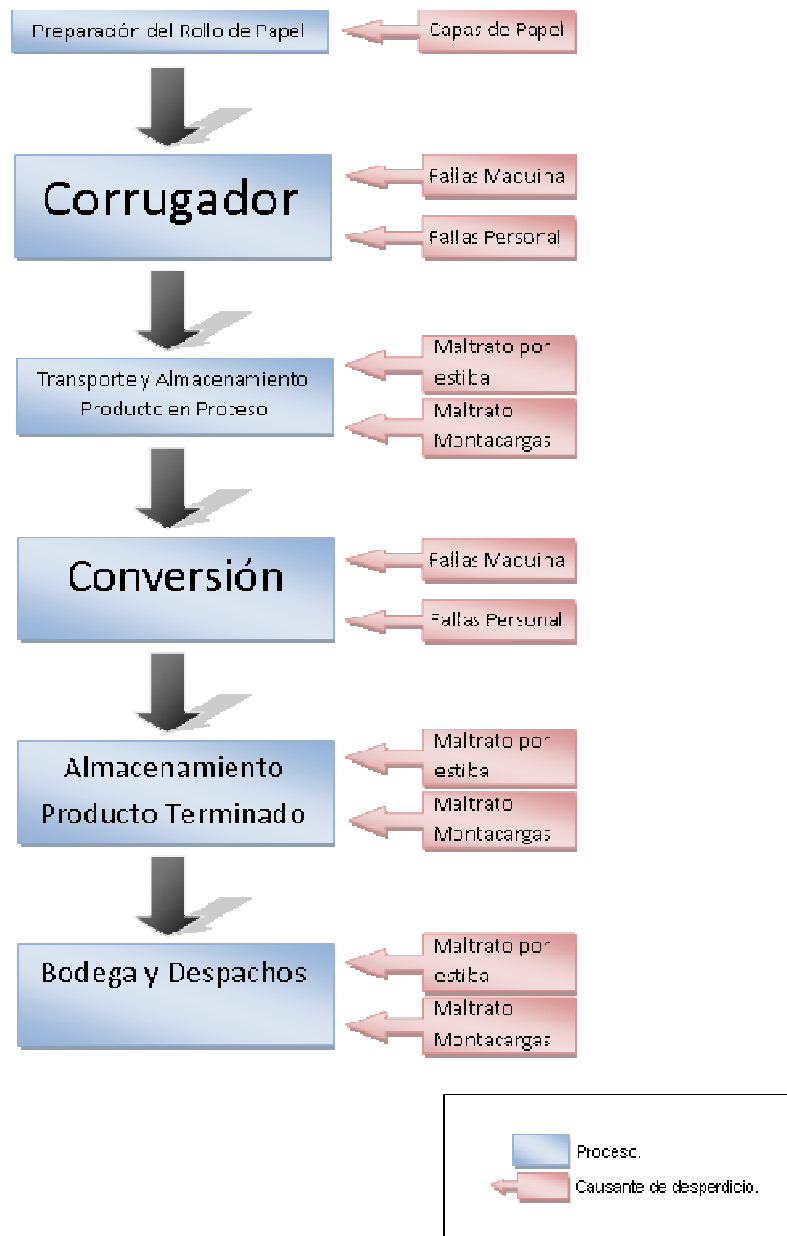 Preparación del Rollo de Papel
Capas de Papel
Corrugador
Fallas Maquina
Fallas Personal
Transporte y Almacenamiento
Producto en Proceso
Maltrato por
estiba
Maltrato
Montacargas
Conversión
Fallas Maquina
Fallas Personal
Almacenamiento
Producto Terminado
Maltrato por
estiba
Maltrato
Montacargas
Bodega y Despachos
Maltrato por
estiba
Maltrato
Montacargas
Proceso.
Causante de desperdicio.